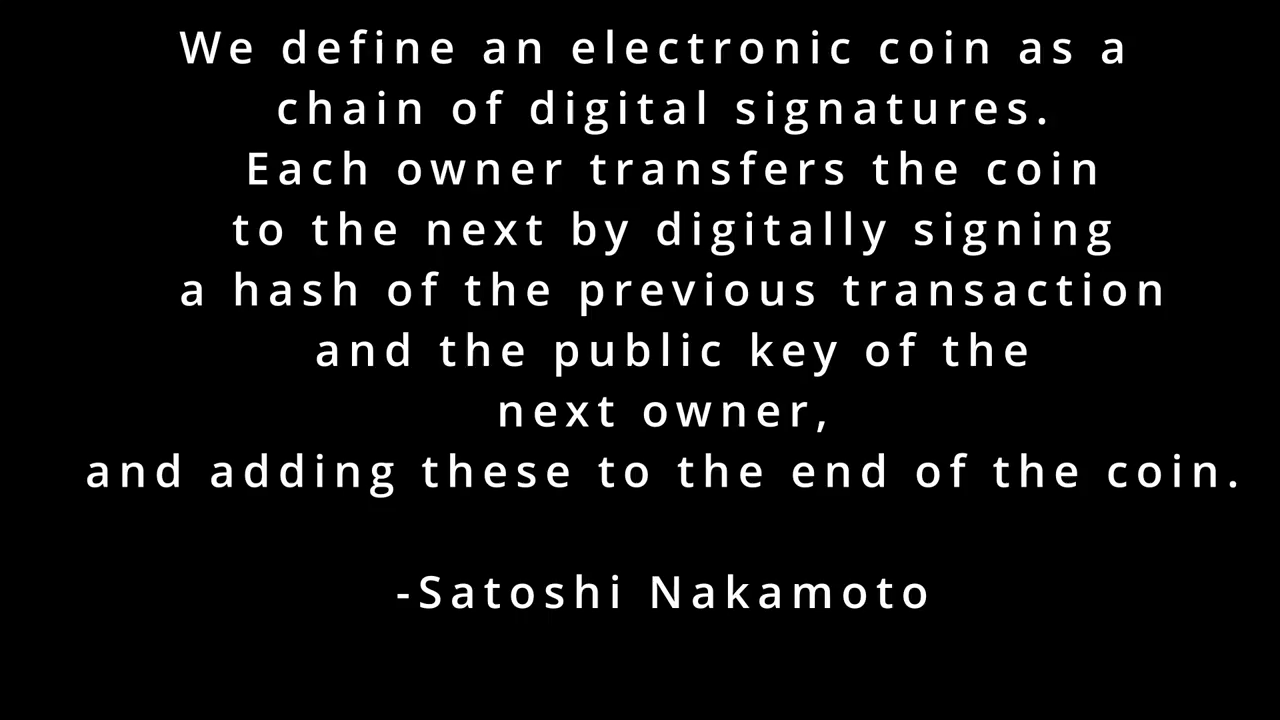 We define an electronic coin as a
chain of digital signatures.
Each owner transfers the coin
to the next by digitally signing
a hash of the previous transaction
and the public key of the
next owner,
and adding these to the end of the coin.
-Satoshi Nakamoto